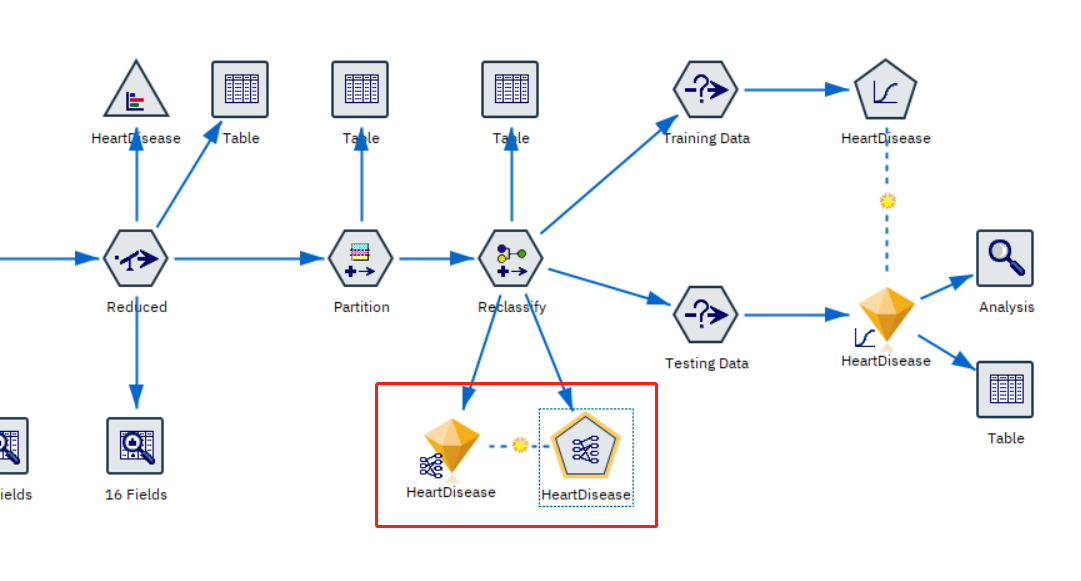 HeartDisease
Table
Table
Table
Training Data
HeartDisease
Reduced
Partition
Reclassify
Analysis
Testing Data
HeartDisease
Table
ields
16 Fields
HeartDisease
HeartDisease